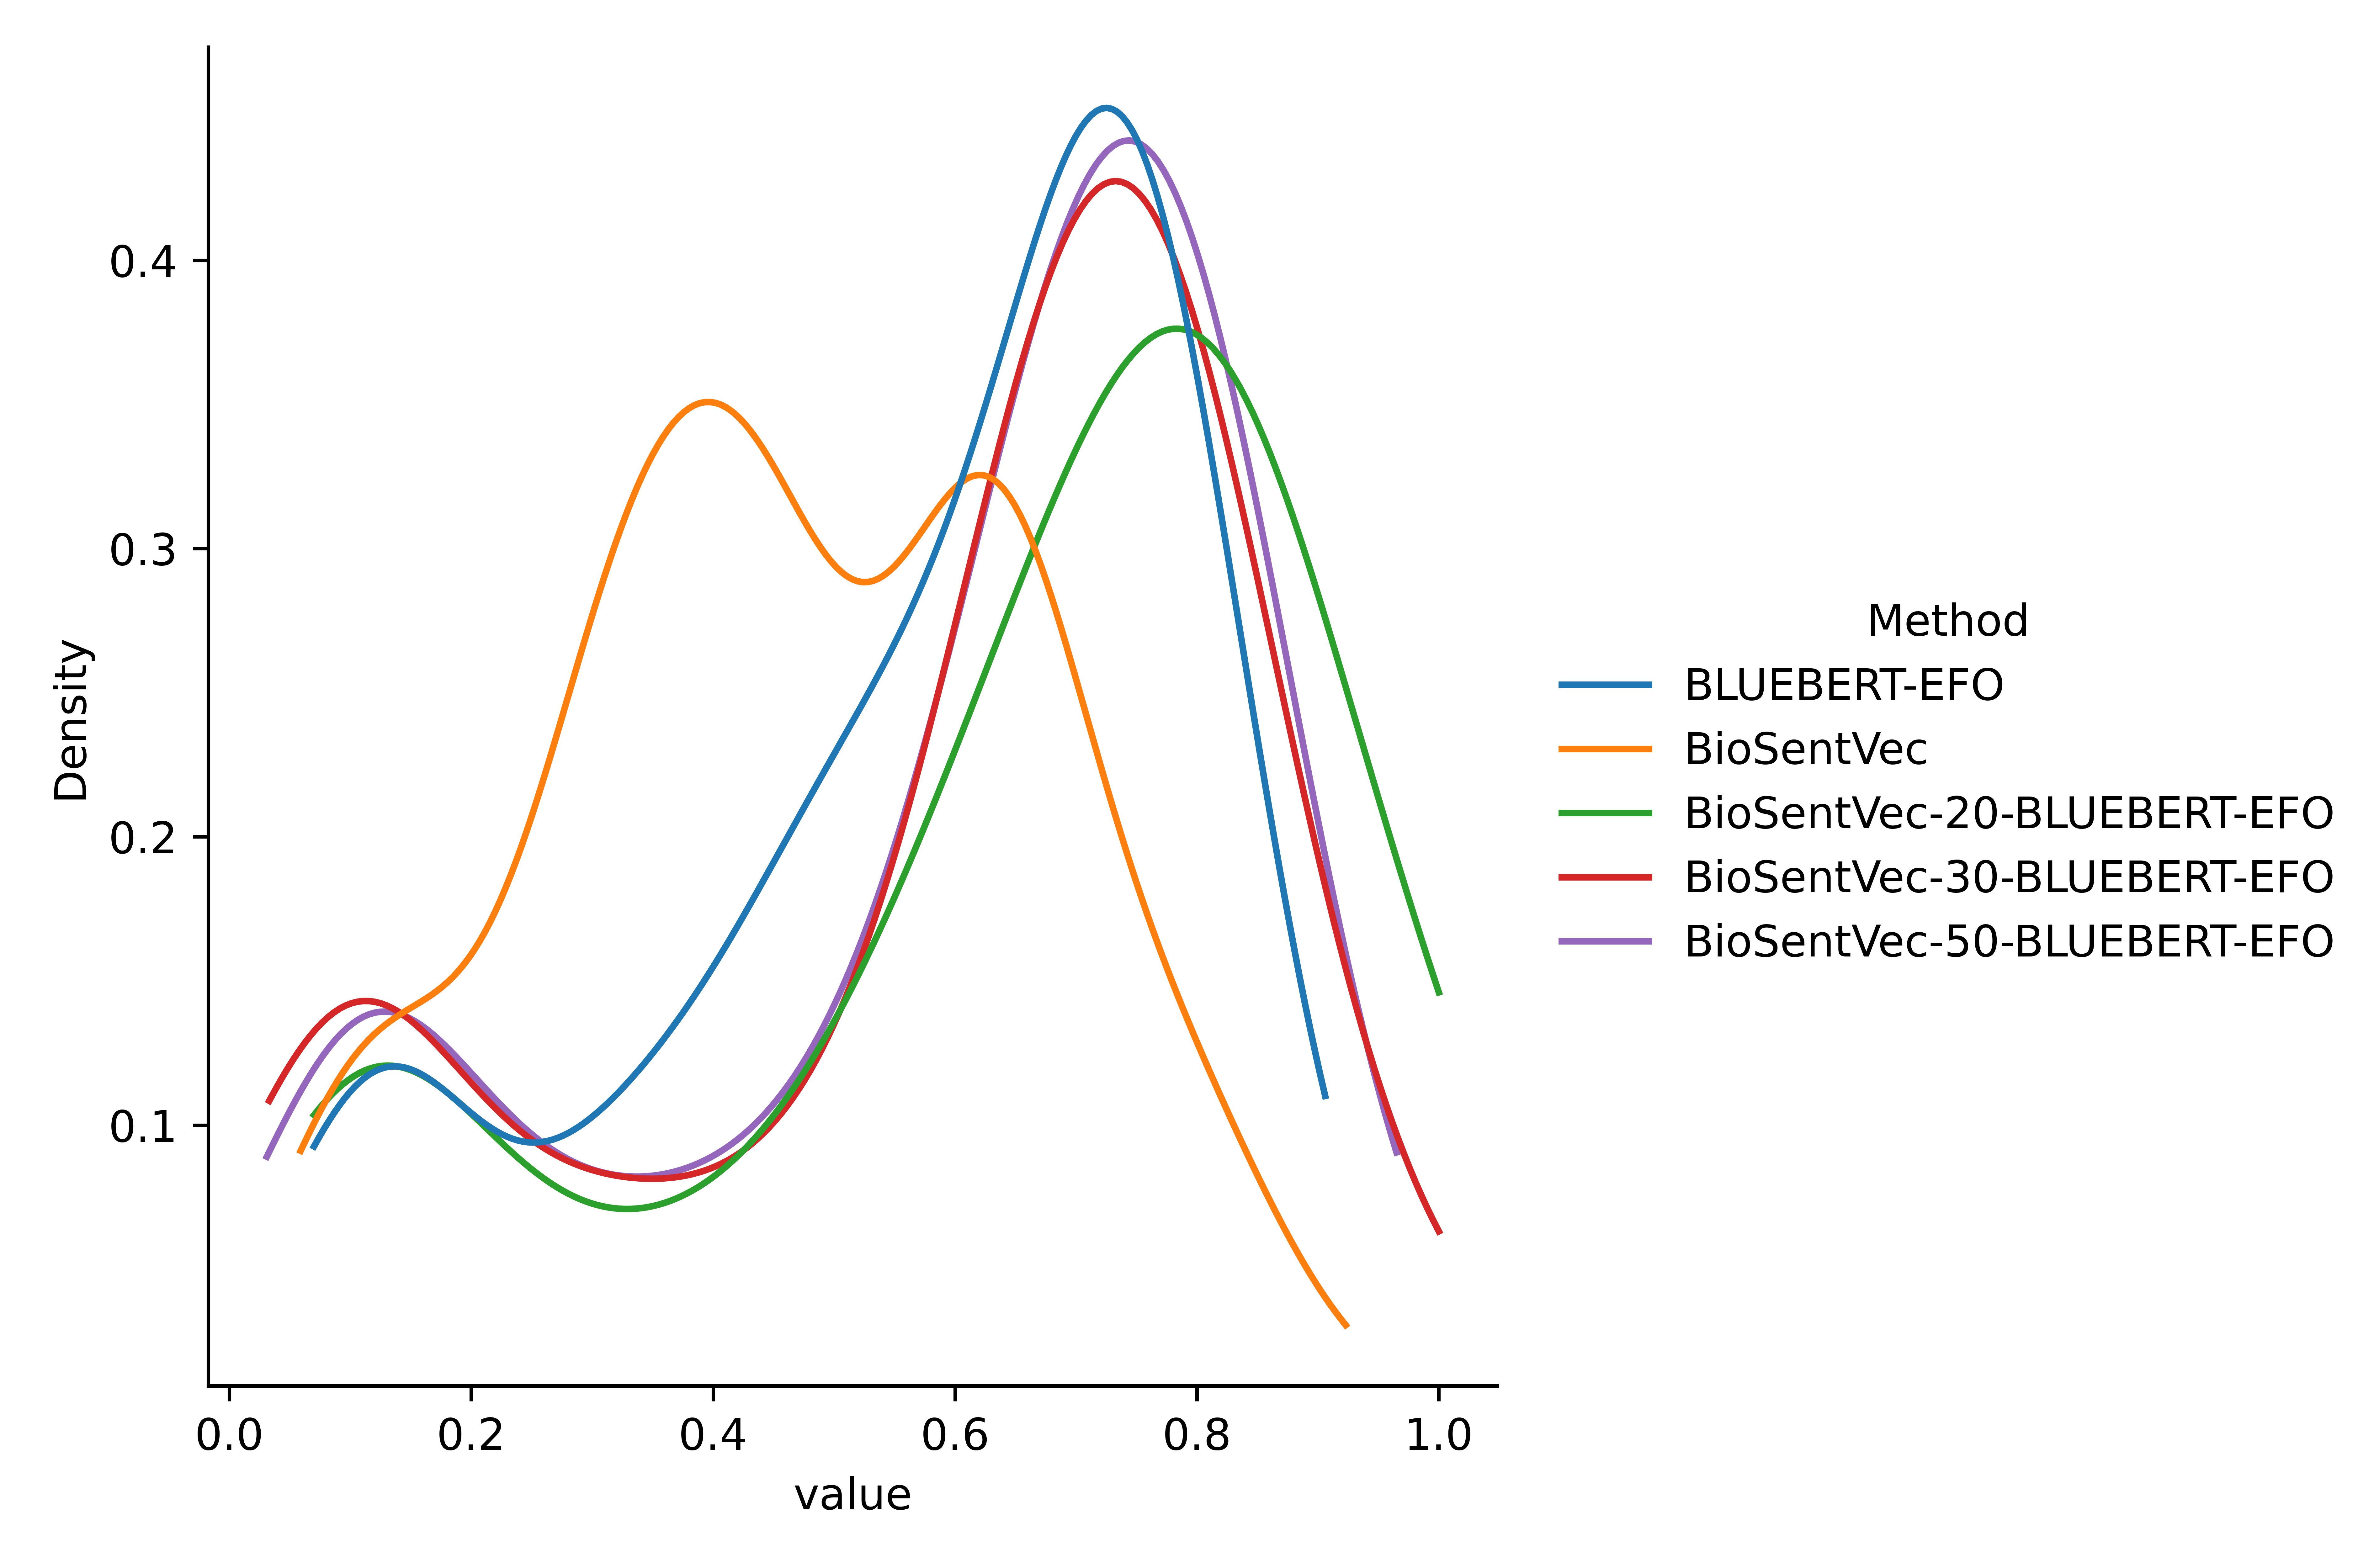 0.4
0.3
0.2
0.1
Density
0.0 0.2 0.4 0.6 0.8 1.0
value
Method
BLUEBERT-EFO
BioSentVec
BioSentVec-20-BLUEBERT-EFO
BioSentVec-30-BLUEBERT-EFO
BioSentVec-50-BLUEBERT-EFO